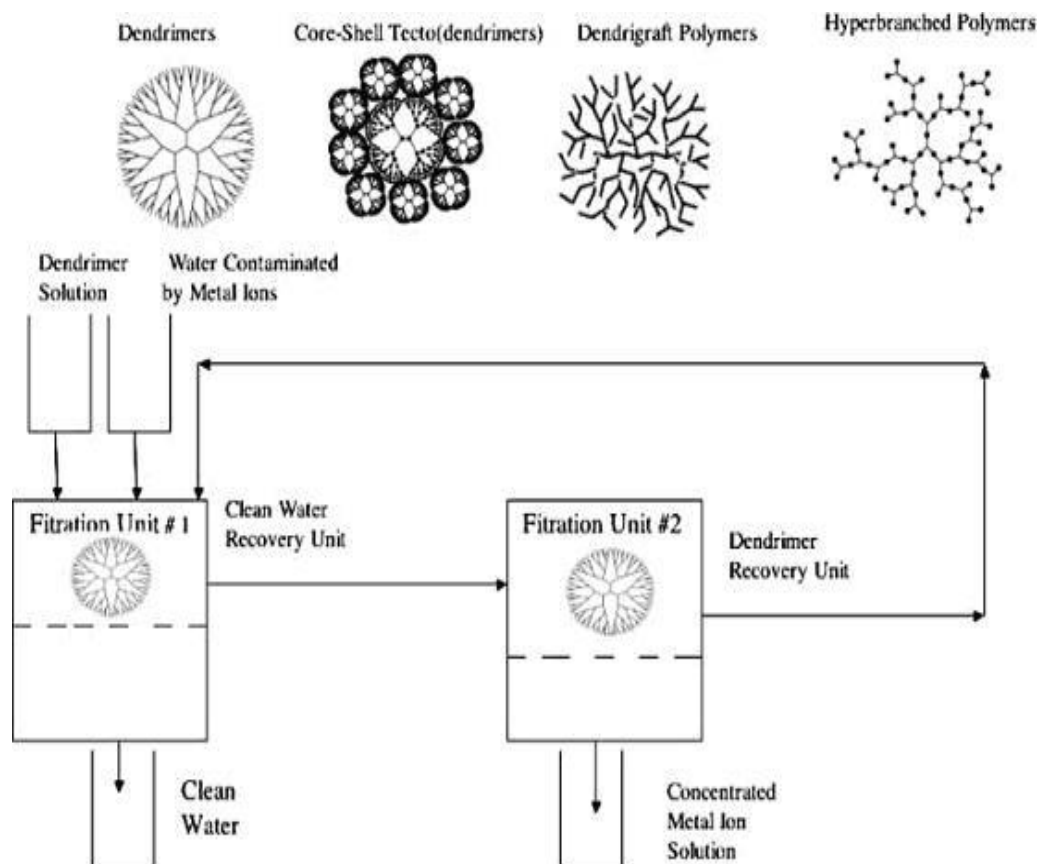 Dendrimers
Core-Shell Tecto(dendrimers)
Dendrigraft Polymers
Hyperbranched Polymers
Dendrimer
Solution
Water Contaminated
by Metal Ions
Fitration Unit # 1
Clean Water
Recovery Unit
Fitration Unit #2
Dendrimer
Recovery Unit
Clean
Water
Concentrated
Metal Ion
Solution